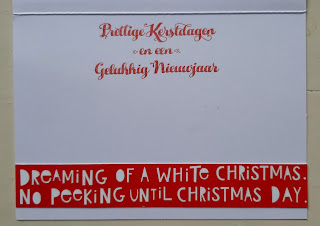 Prettige Kerstdagen
en een
Gelukkig Nieuwjaar
DREAMING OF A WHITE CHRISTMAS.
NO PEEKING UNTIL CHRISTMAS DAY.